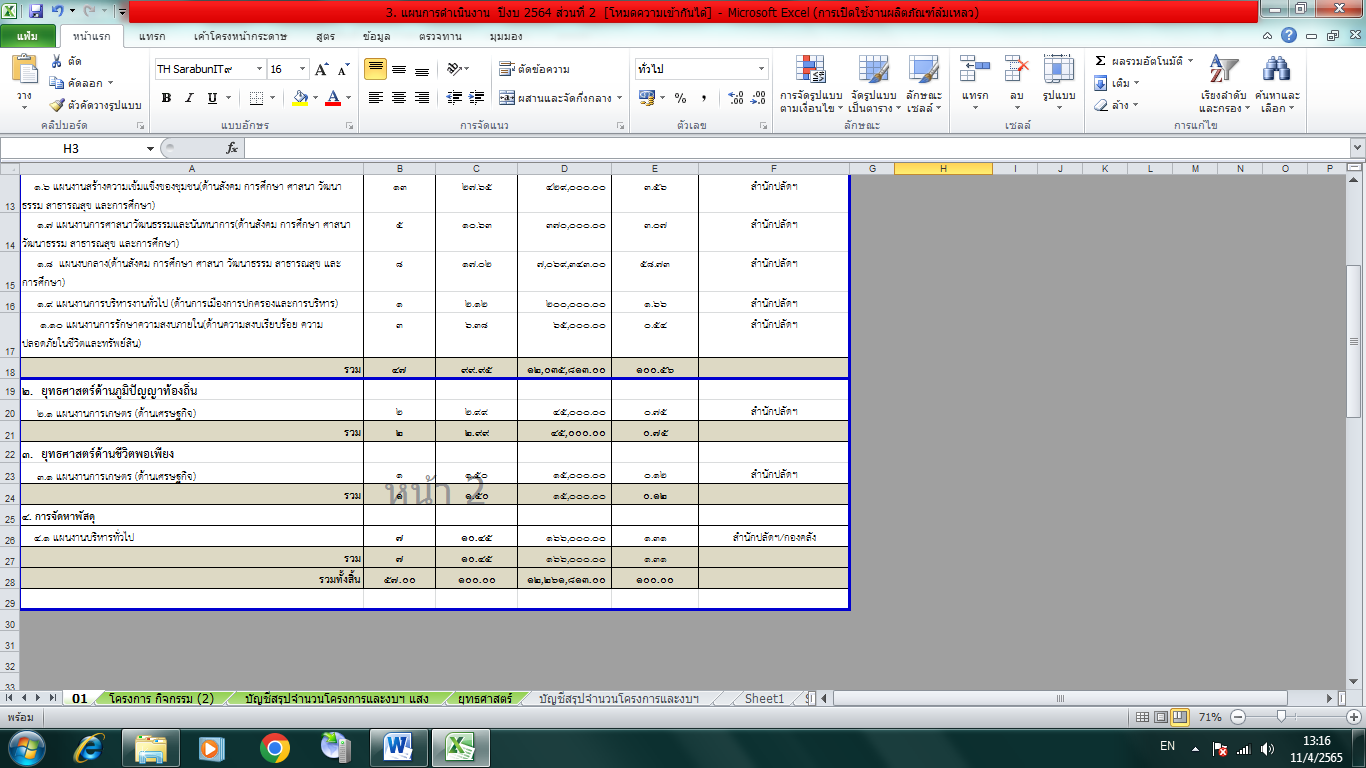 3. แผนการดำเนินงาน ปีงบ 2564 ส่วนที่ 2 [โหมดความเข้ากันได้] - Microsoft Excel (การเปิดใช้งานผลิตภัณฑ์ล้มเหลว)
แฟ้ม หน้าแรก แทรก เค้าโครงหน้ากระดาษ สูตร ข้อมูล ตรวจทาน มุมมอง
วาง ตัด คัดลอก ตัวคัดวางรูปแบบ คลิปบอร์ด
TH SarabunIT๙ 16 B I U A แบบอักษร
ตัดข้อความ ผสานและจัดกึ่งกลาง การจัดแนว
ทั่วไป % ตัวเลข
การจัดรูปแบบตามเงื่อนไข จัดรูปแบบเป็นตาราง ลักษณะเซลล์ ลักษณะ
แทรก ลบ รูปแบบ เซลล์
Σ ผลรวมอัตโนมัติ เติม ล้าง เรียงลำดับและกรอง ค้นหาและเลือก การแก้ไข
H3 fx
A B C D E F G H I J K L M N O P
๑.๖ แผนงานสร้างความเข้มแข็งของชุมชน(ด้านสังคม การศึกษา ศาสนา วัฒนา ๑๓ ๒๗.๖๕ ๔๒๙,๐๐๐.๐๐ ๓.๕๖ สำนักปลัดฯ
13 ธรรม สาธารณสุข และการศึกษา)
๑.๗ แผนงานการศาสนาวัฒนธรรมและนันทนาการ(ด้านสังคม การศึกษา ศาสนา ๕ ๑๐.๖๓ ๓๗๐,๐๐๐.๐๐ ๓.๐๗ สำนักปลัดฯ
14 วัฒนาธรรม สาธารณสุข และการศึกษา)
๑.๘ แผนงบกลาง(ด้านสังคม การศึกษา ศาสนา วัฒนาธรรม สาธารณสุข และ ๘ ๑๗.๐๒ ๗,๐๖๙,๓๔๓.๐๐ ๕๘.๗๓ สำนักปลัดฯ
15 การศึกษา)
16 ๑.๙ แผนงานการบริหารงานทั่วไป (ด้านการเมืองการปกครองและการบริหาร) ๑ ๒.๑๒ ๒๐๐,๐๐๐.๐๐ ๑.๖๖ สำนักปลัดฯ
๑.๑๐ แผนงานการรักษาความสงบภายใน(ด้านความสงบเรียบร้อย ความ ๓ ๖.๓๘ ๖๕,๐๐๐.๐๐ ๐.๕๔ สำนักปลัดฯ
17 ปลอดภัยในชีวิตและทรัพย์สิน)
18 รวม ๔๗ ๙๙.๙๕ ๑๒,๐๓๕,๘๑๓.๐๐ ๑๐๐.๕๖
19 ๒. ยุทธศาสตร์ด้านภูมิปัญญาท้องถิ่น
20 ๒.๑ แผนงานการเกษตร (ด้านเศรษฐกิจ) ๒ ๒.๙๙ ๔๕,๐๐๐.๐๐ ๐.๗๕ สำนักปลัดฯ
21 รวม ๒ ๒.๙๙ ๔๕,๐๐๐.๐๐ ๐.๗๕
22 ๓. ยุทธศาสตร์ด้านชีวิตพอเพียง
23 ๓.๑ แผนงานการเกษตร (ด้านเศรษฐกิจ) ๑ ๑.๕๐ ๑๕,๐๐๐.๐๐ ๐.๑๒ สำนักปลัดฯ
หน้า 2
24 รวม ๑ ๑.๕๐ ๑๕,๐๐๐.๐๐ ๐.๑๒
25 ๔. การจัดหาพัสดุ
26 ๔.๑ แผนงานบริหารทั่วไป ๗ ๑๐.๔๕ ๑๖๖,๐๐๐.๐๐ ๑.๓๑ สำนักปลัดฯ/กองคลัง
27 รวม ๗ ๑๐.๔๕ ๑๖๖,๐๐๐.๐๐ ๑.๓๑
28 รวมทั้งสิ้น ๕๗.๐๐ ๑๐๐.๐๐ ๑๒,๒๖๑,๘๑๓.๐๐ ๑๐๐.๐๐
29
30
31
32
33
01 โครงการ กิจกรรม (2) บัญชีสรุปจำนวนโครงการและงบฯ แสง ยุทธศาสตร์ บัญชีสรุปจำนวนโครงการและงบฯ Sheet1
พร้อม 71%
EN 13:16
11/4/2565